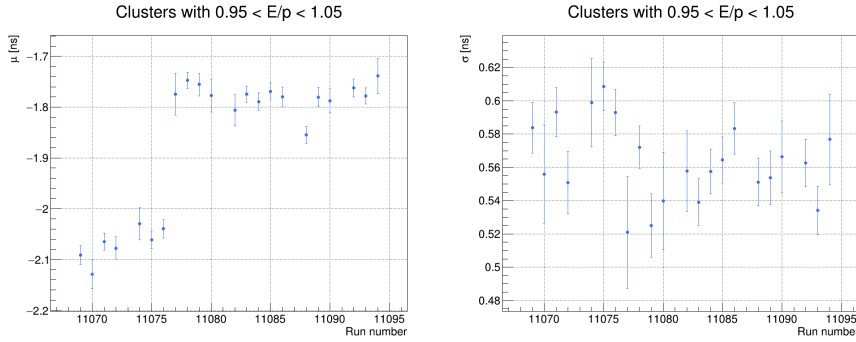 Clusters with 0.95 < E/p < 1.05
μ [ns]
−1.7
−1.8
−1.9
−2
−2.1
−2.2
11070 11075 11080 11085 11090 11095
Run number
Clusters with 0.95 < E/p < 1.05
σ [ns]
0.62
0.6
0.58
0.56
0.54
0.52
0.5
0.48
11070 11075 11080 11085 11090 11095
Run number